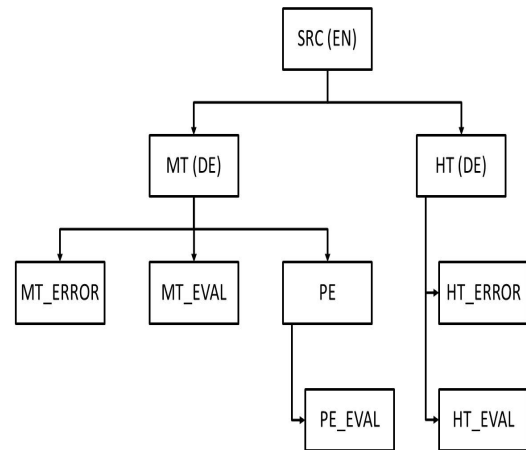 SRC (EN)
MT (DE)
HT (DE)
MT_ERROR
MT_EVAL
PE
HT_ERROR
PE_EVAL
HT_EVAL